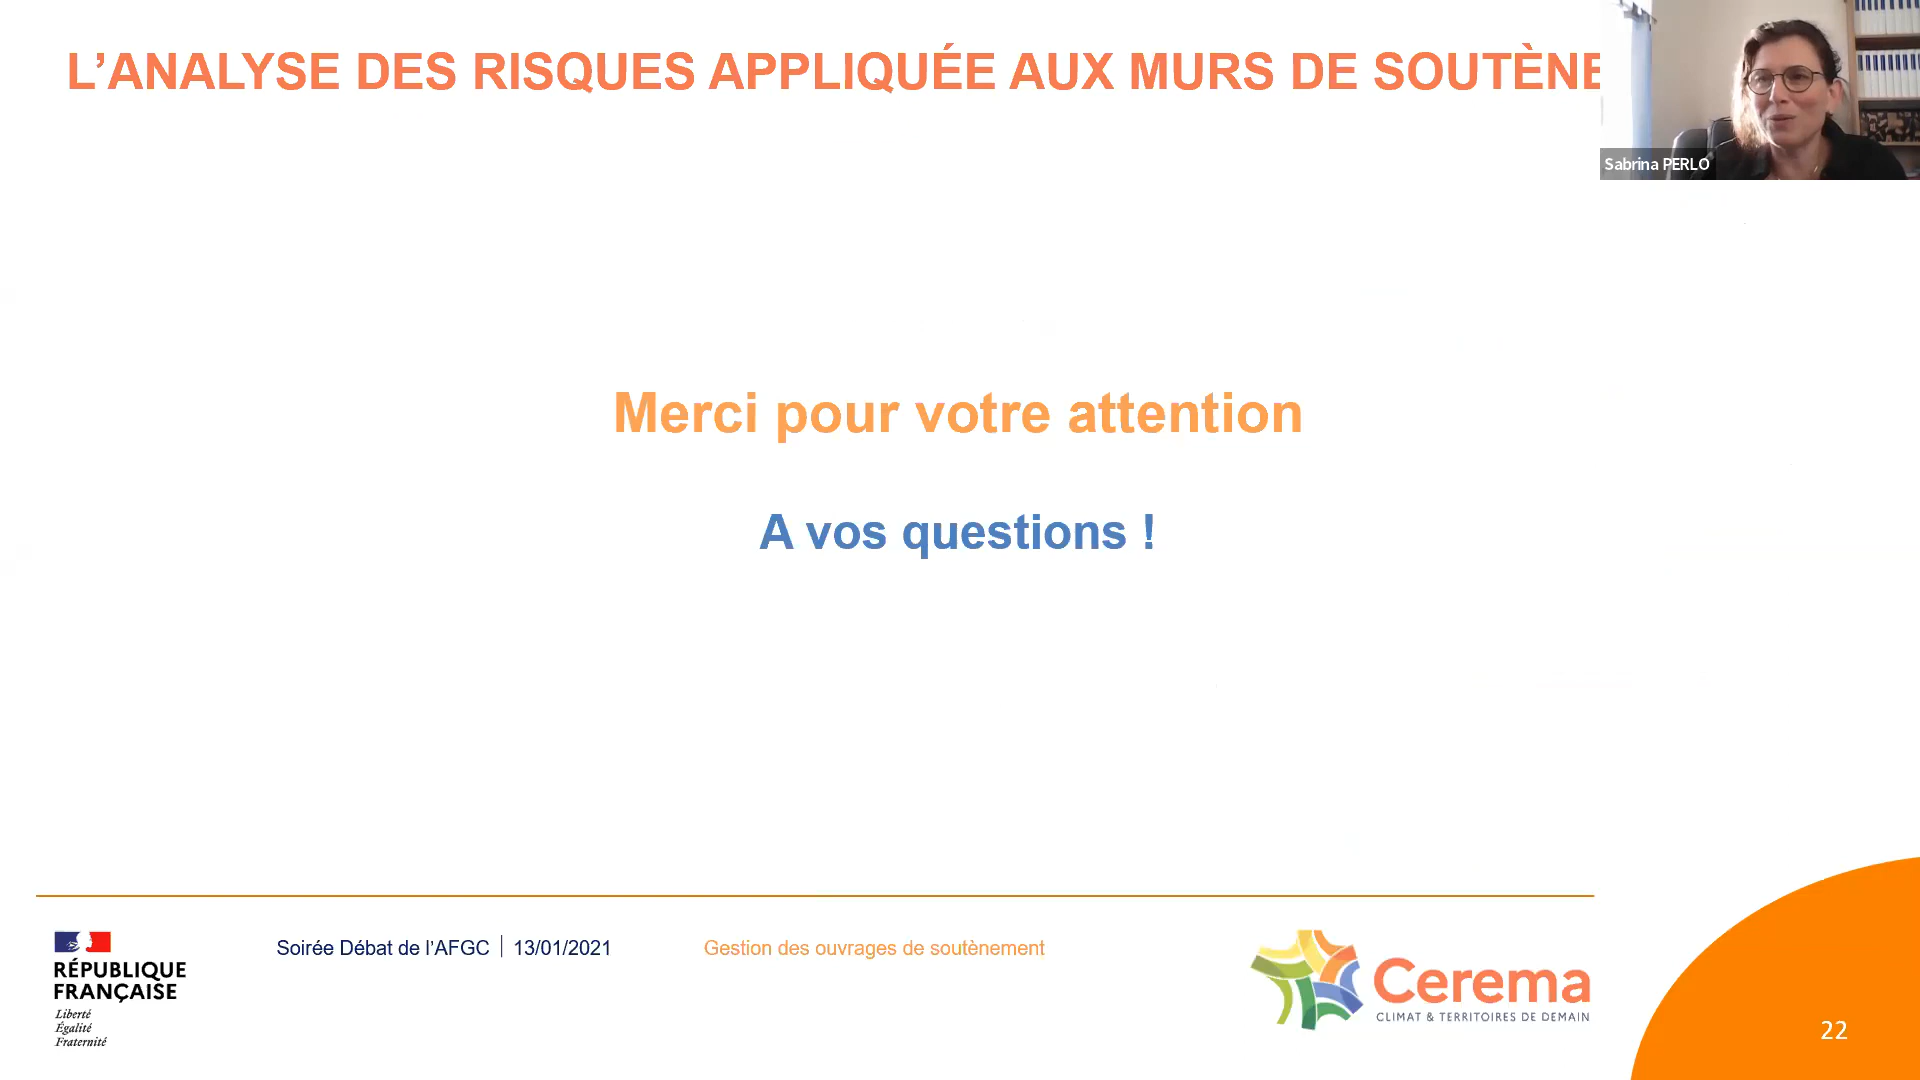 L’ANALYSE DES RISQUES APPLIQUÉE AUX MURS DE SOUTÈNE
Sabrina PERLO
Merci pour votre attention
A vos questions !
RÉPUBLIQUE
FRANÇAISE
Liberté
Égalité
Fraternité
Soirée Débat de l’AFGC | 13/01/2021
Gestion des ouvrages de soutènement
Cerema
CLIMAT & TERRITOIRES DE DEMAIN
22